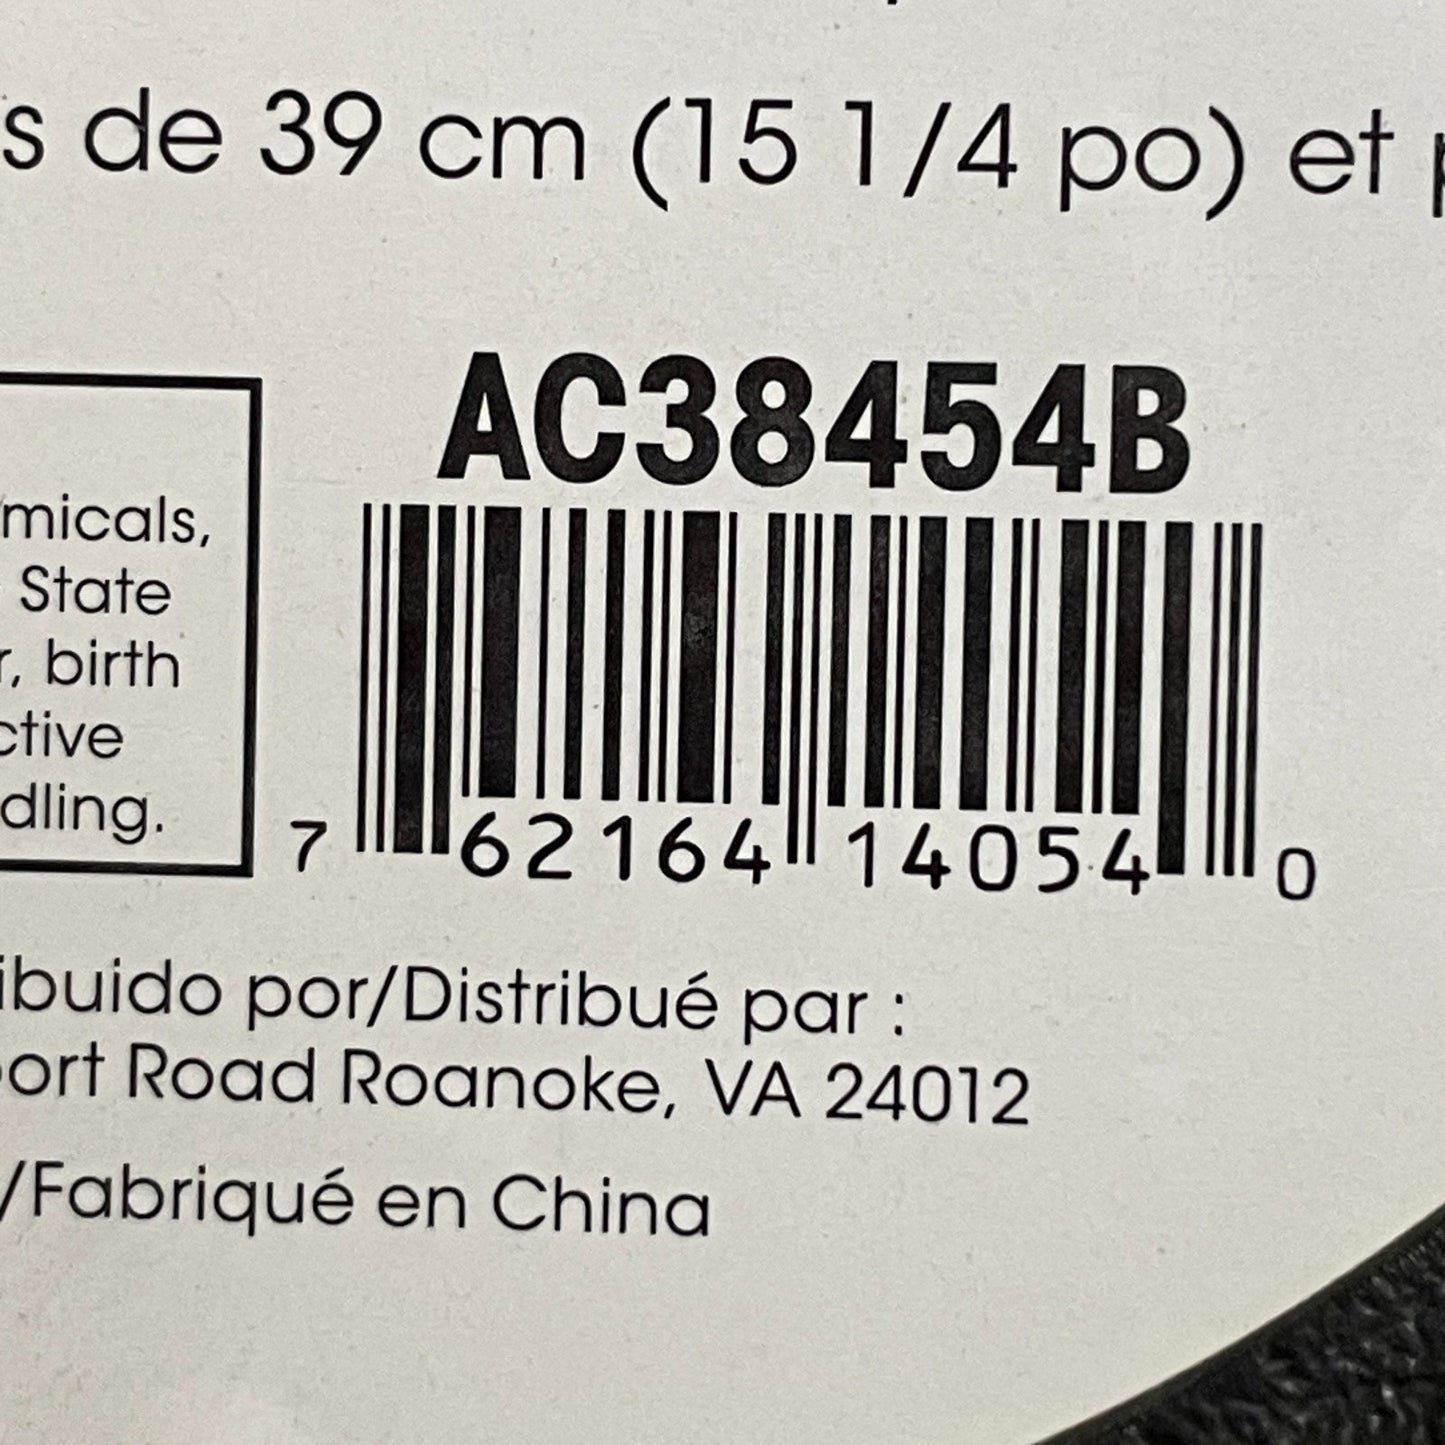 s de 39 cm (15 1/4 po) et
AC38454B
micals,
State
r, birth
ctive
dling.
7 62164 14054 0
ibuido por/Distribué par :
ort Road Roanoke, VA 24012
/Fabriqué en China